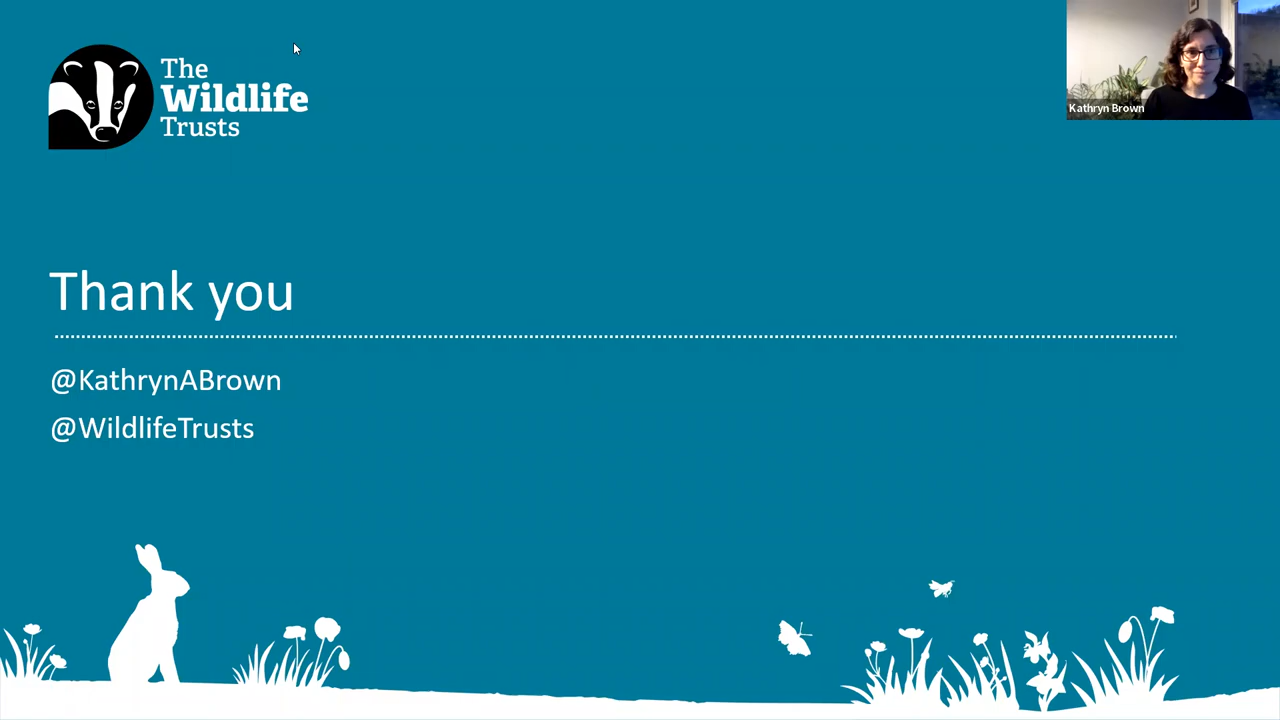 The
Wildlife
Trusts
Kathryn Brown
Thank you
@KathrynABrown
@WildlifeTrusts